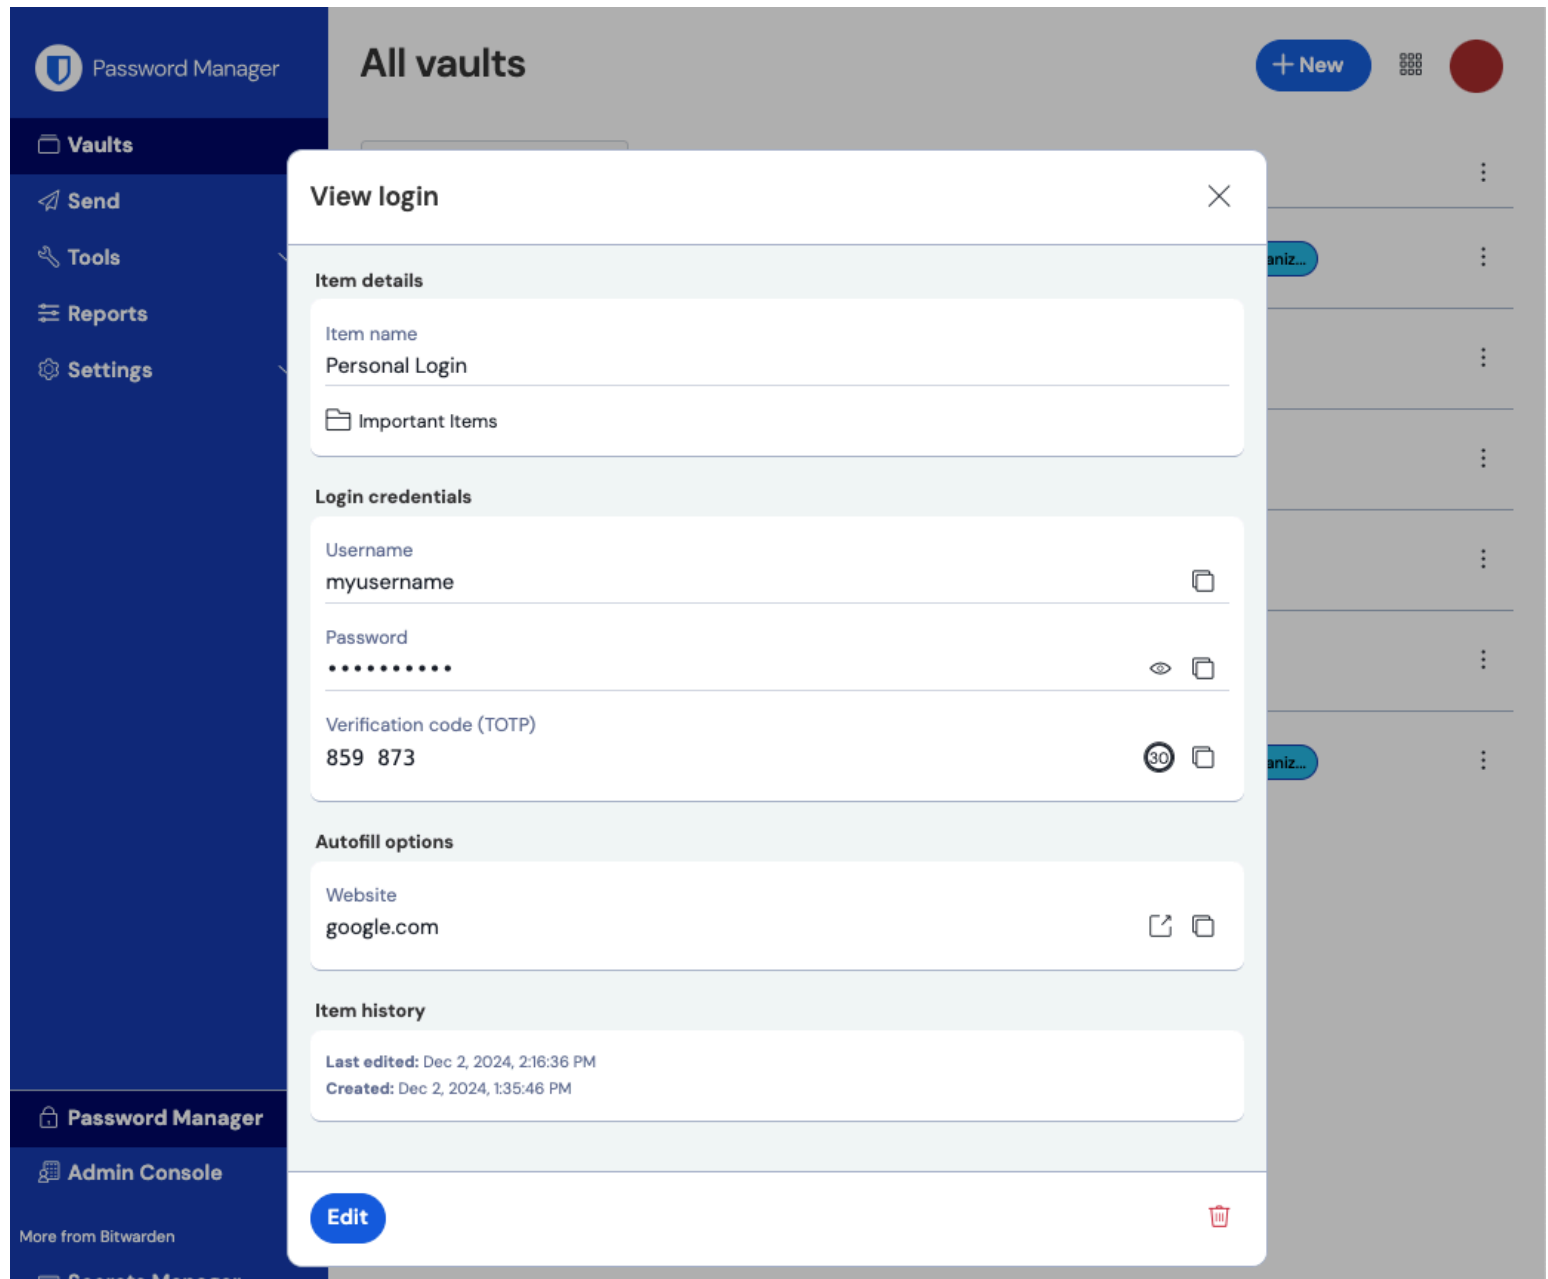 Password Manager
All vaults
New
Vaults
Send
Tools
Reports
Settings
View login
Item details
Item name
Personal Login
Important Items
Login credentials
Username
myusername
Password
••••••••••
Verification code (TOTP)
859 873
30
Autofill options
Website
google.com
Item history
Last edited: Dec 2, 2024, 2:16:36 PM
Created: Dec 2, 2024, 1:35:46 PM
Edit
aniz...
aniz...
Password Manager
Admin Console
More from Bitwarden
Secrets Manager